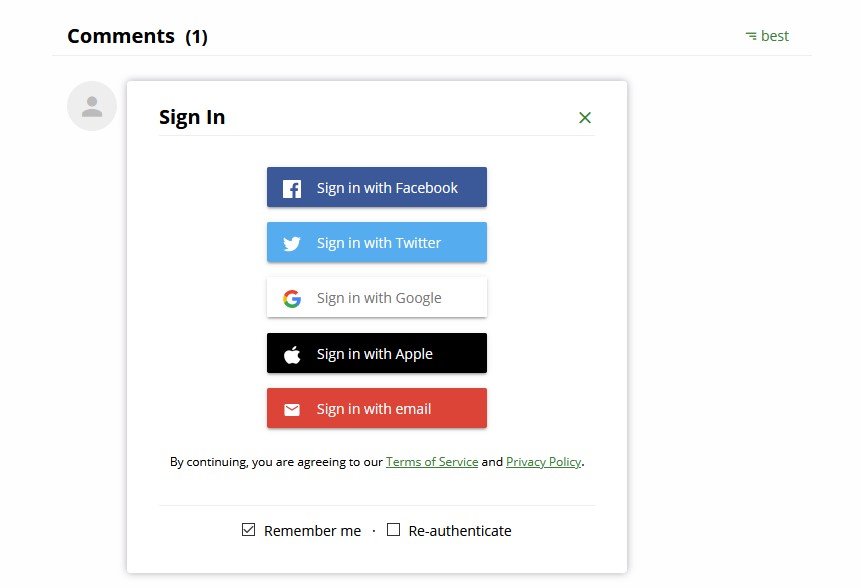 Comments (1)
best
Sign In
Sign in with Facebook
Sign in with Twitter
Sign in with Google
Sign in with Apple
Sign in with email
By continuing, you are agreeing to our Terms of Service and Privacy Policy.
Remember me · Re-authenticate